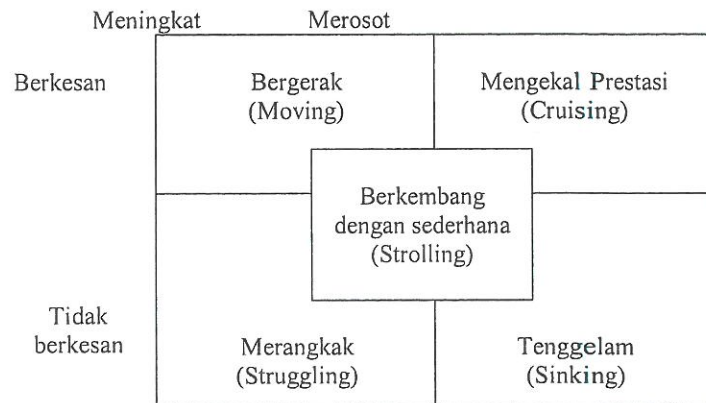 Meningkat Merosot
Berkesan
Bergerak
(Moving)
Mengekal Prestasi
(Cruising)
Berkembang
dengan sederhana
(Strolling)
Tidak
berkesan
Merangkak
(Struggling)
Tenggelam
(Sinking)